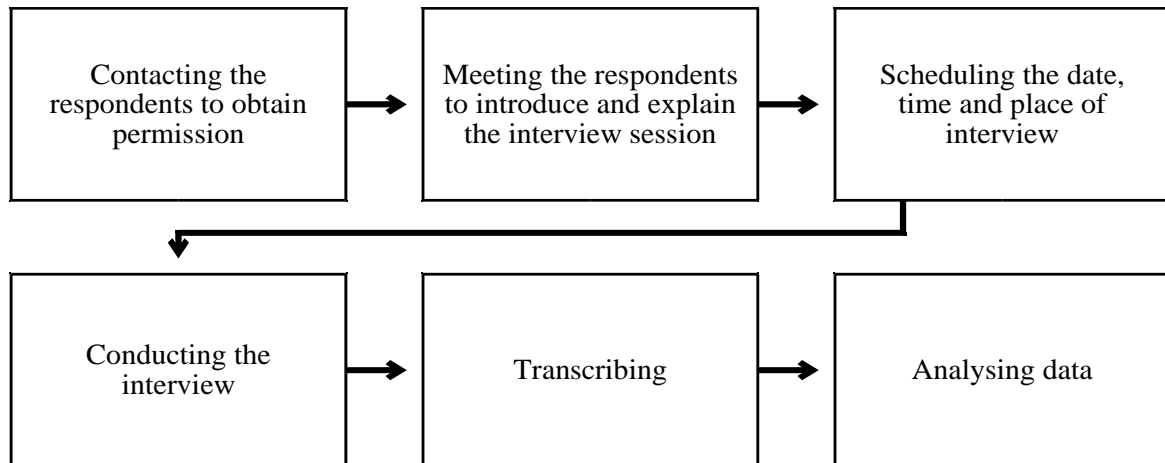 Contacting the
respondents to obtain
permission
Meeting the respondents
to introduce and explain
the interview session
Scheduling the date,
time and place of
interview
Conducting the
interview
Transcribing
Analysing data